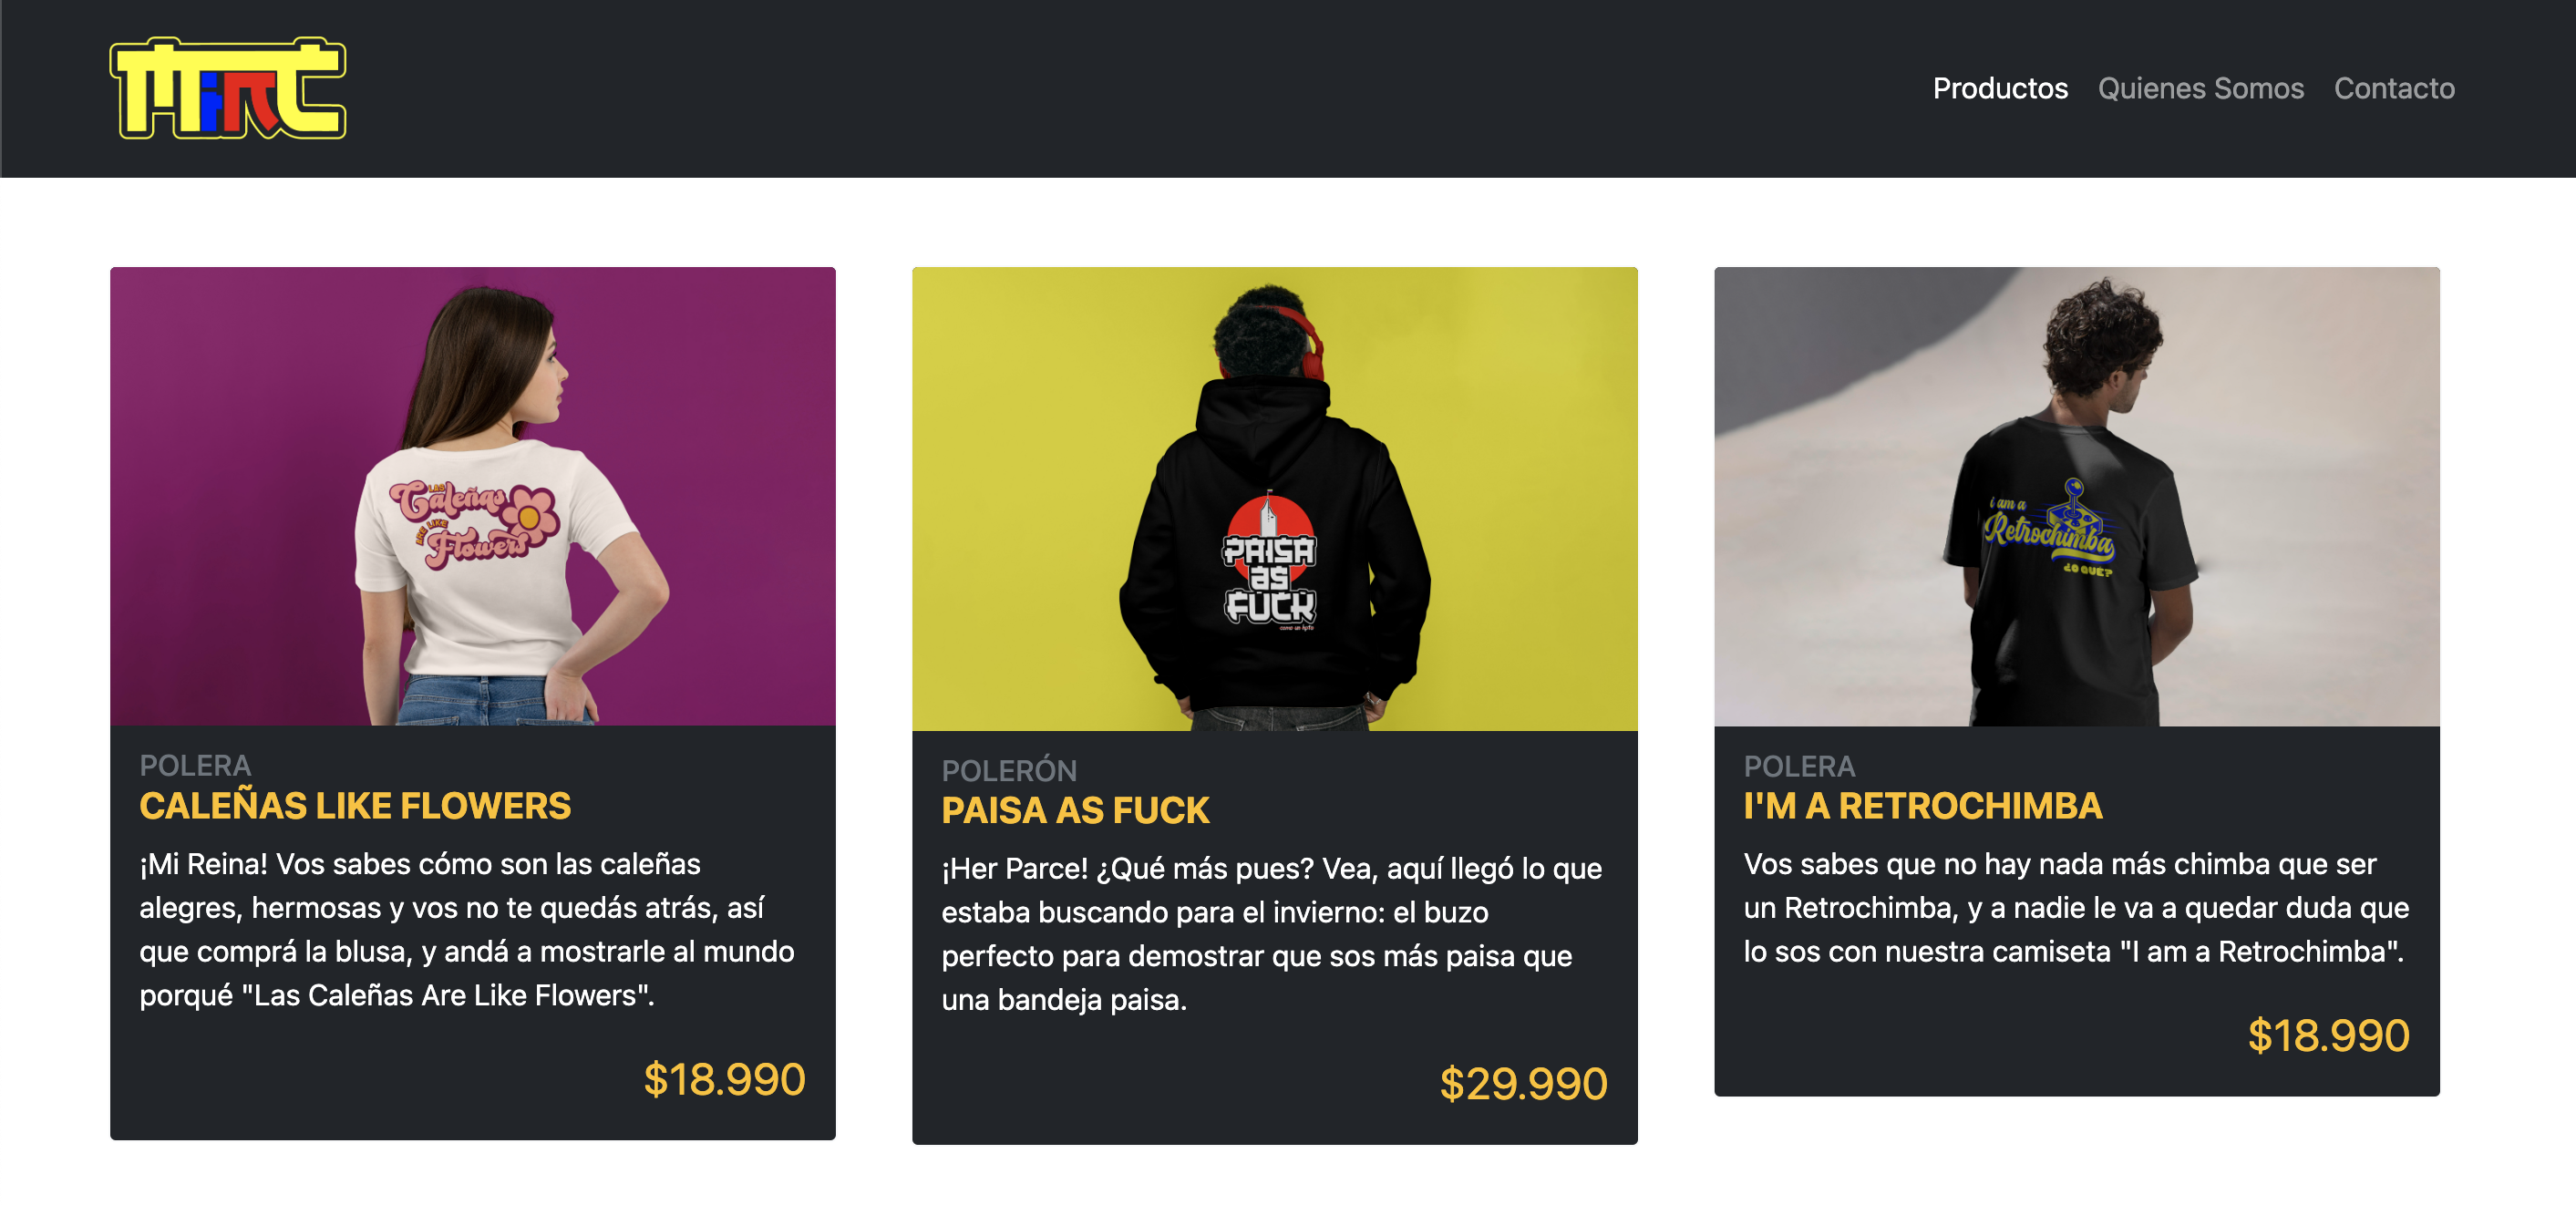 Mirt
Productos Quienes Somos Contacto
LAS
Caleñas
ARE LIKE
Flowers
POLERA
CALEÑAS LIKE FLOWERS
¡Mi Reina! Vos sabes cómo son las caleñas
alegres, hermosas y vos no te quedás atrás, así
que comprá la blusa, y andá a mostrarle al mundo
porqué "Las Caleñas Are Like Flowers".
$18.990
PAISA
as
FUCK
POLERÓN
PAISA AS FUCK
¡Her Parce! ¿Qué más pues? Vea, aquí llegó lo que
estaba buscando para el invierno: el buzo
perfecto para demostrar que sos más paisa que
una bandeja paisa.
$29.990
i am a
Retrochimba
¿O QUÉ?
POLERA
I'M A RETROCHIMBA
Vos sabes que no hay nada más chimba que ser
un Retrochimba, y a nadie le va a quedar duda que
lo sos con nuestra camiseta "I am a Retrochimba".
$18.990